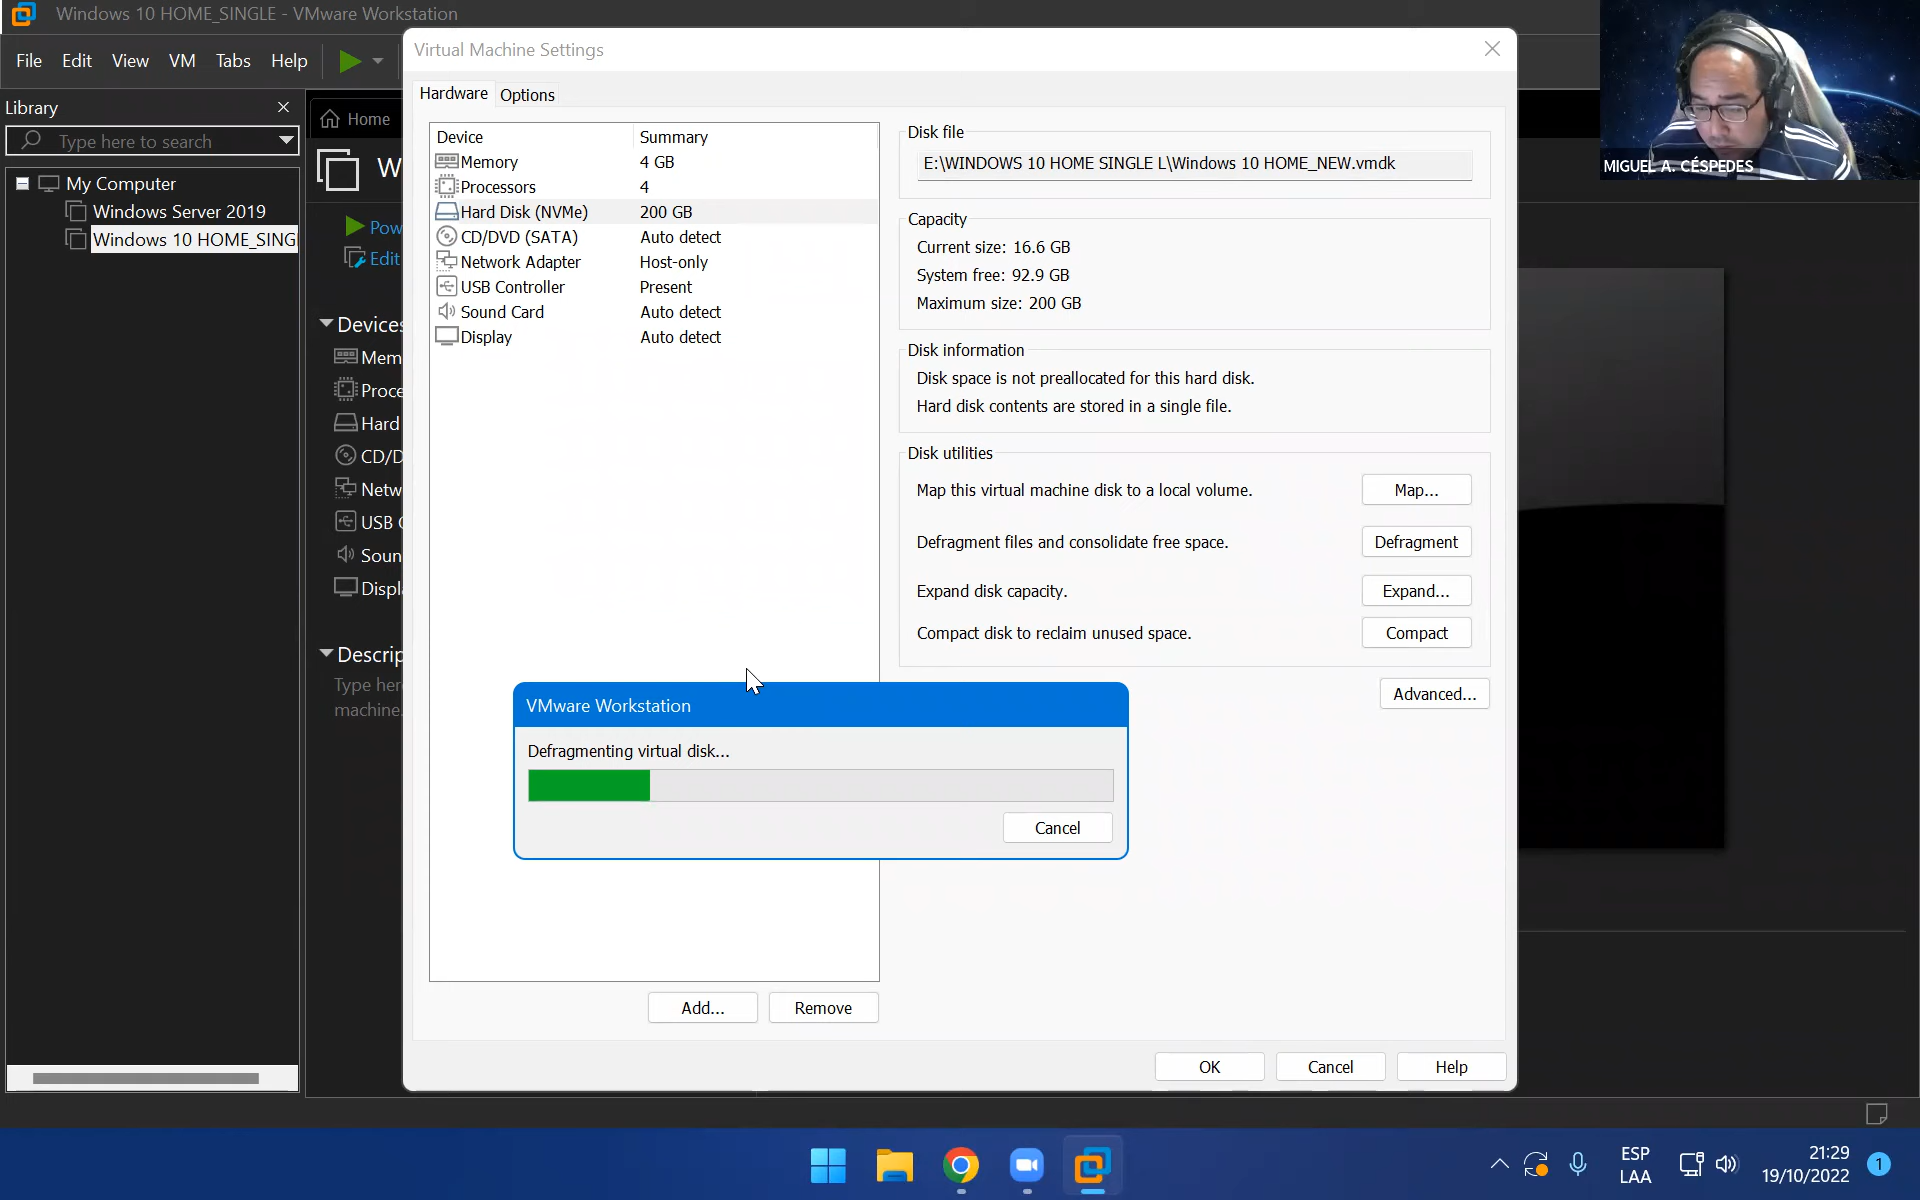 Windows 10 HOME_SINGLE - VMware Workstation
File Edit View VM Tabs Help
Library
Type here to search
My Computer
Windows Server 2019
Windows 10 HOME_SINGL
Home
W
Pow
Edit
Devices
Mem
Proce
Hard
CD/D
Netw
USB C
Soun
Displ
Descrip
Type her
machine.
Virtual Machine Settings
Hardware Options
Device Summary
Memory 4 GB
Processors 4
Hard Disk (NVMe) 200 GB
CD/DVD (SATA) Auto detect
Network Adapter Host-only
USB Controller Present
Sound Card Auto detect
Display Auto detect
Add... Remove
Disk file
E:\WINDOWS 10 HOME SINGLE L\Windows 10 HOME_NEW.vmdk
Capacity
Current size: 16.6 GB
System free: 92.9 GB
Maximum size: 200 GB
Disk information
Disk space is not preallocated for this hard disk.
Hard disk contents are stored in a single file.
Disk utilities
Map this virtual machine disk to a local volume. Map...
Defragment files and consolidate free space. Defragment
Expand disk capacity. Expand...
Compact disk to reclaim unused space. Compact
Advanced...
VMware Workstation
Defragmenting virtual disk...
Cancel
OK Cancel Help
MIGUEL A. CÉSPEDES
ESP
LAA
21:29
19/10/2022
1